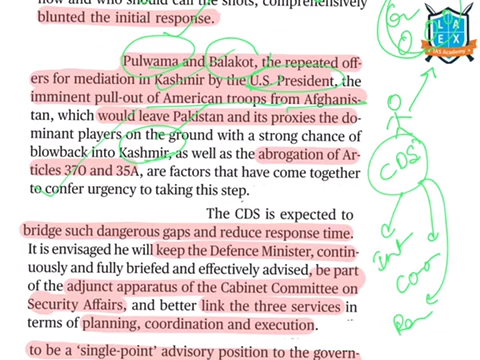 now and who should call the shots, comprehensively
blunted the initial response.
Pulwama and Balakot, the repeated off-
ers for mediation in Kashmir by the U.S. President, the
imminent pull-out of American troops from Afghanis-
tan, which would leave Pakistan and its proxies the do-
minant players on the ground with a strong chance of
blowback into Kashmir, as well as the abrogation of Ar-
ticles 370 and 35A, are factors that have come together
to confer urgency to taking this step.
The CDS is expected to
bridge such dangerous gaps and reduce response time.
It is envisaged he will keep the Defence Minister, contin-
uously and fully briefed and effectively advised, be part
of the adjunct apparatus of the Cabinet Committee on
Security Affairs, and better link the three services in
terms of planning, coordination and execution.
to be a ‘single-point’ advisory position to the govern-
L A
E X
IAS Academy
CDS
Int
Coor